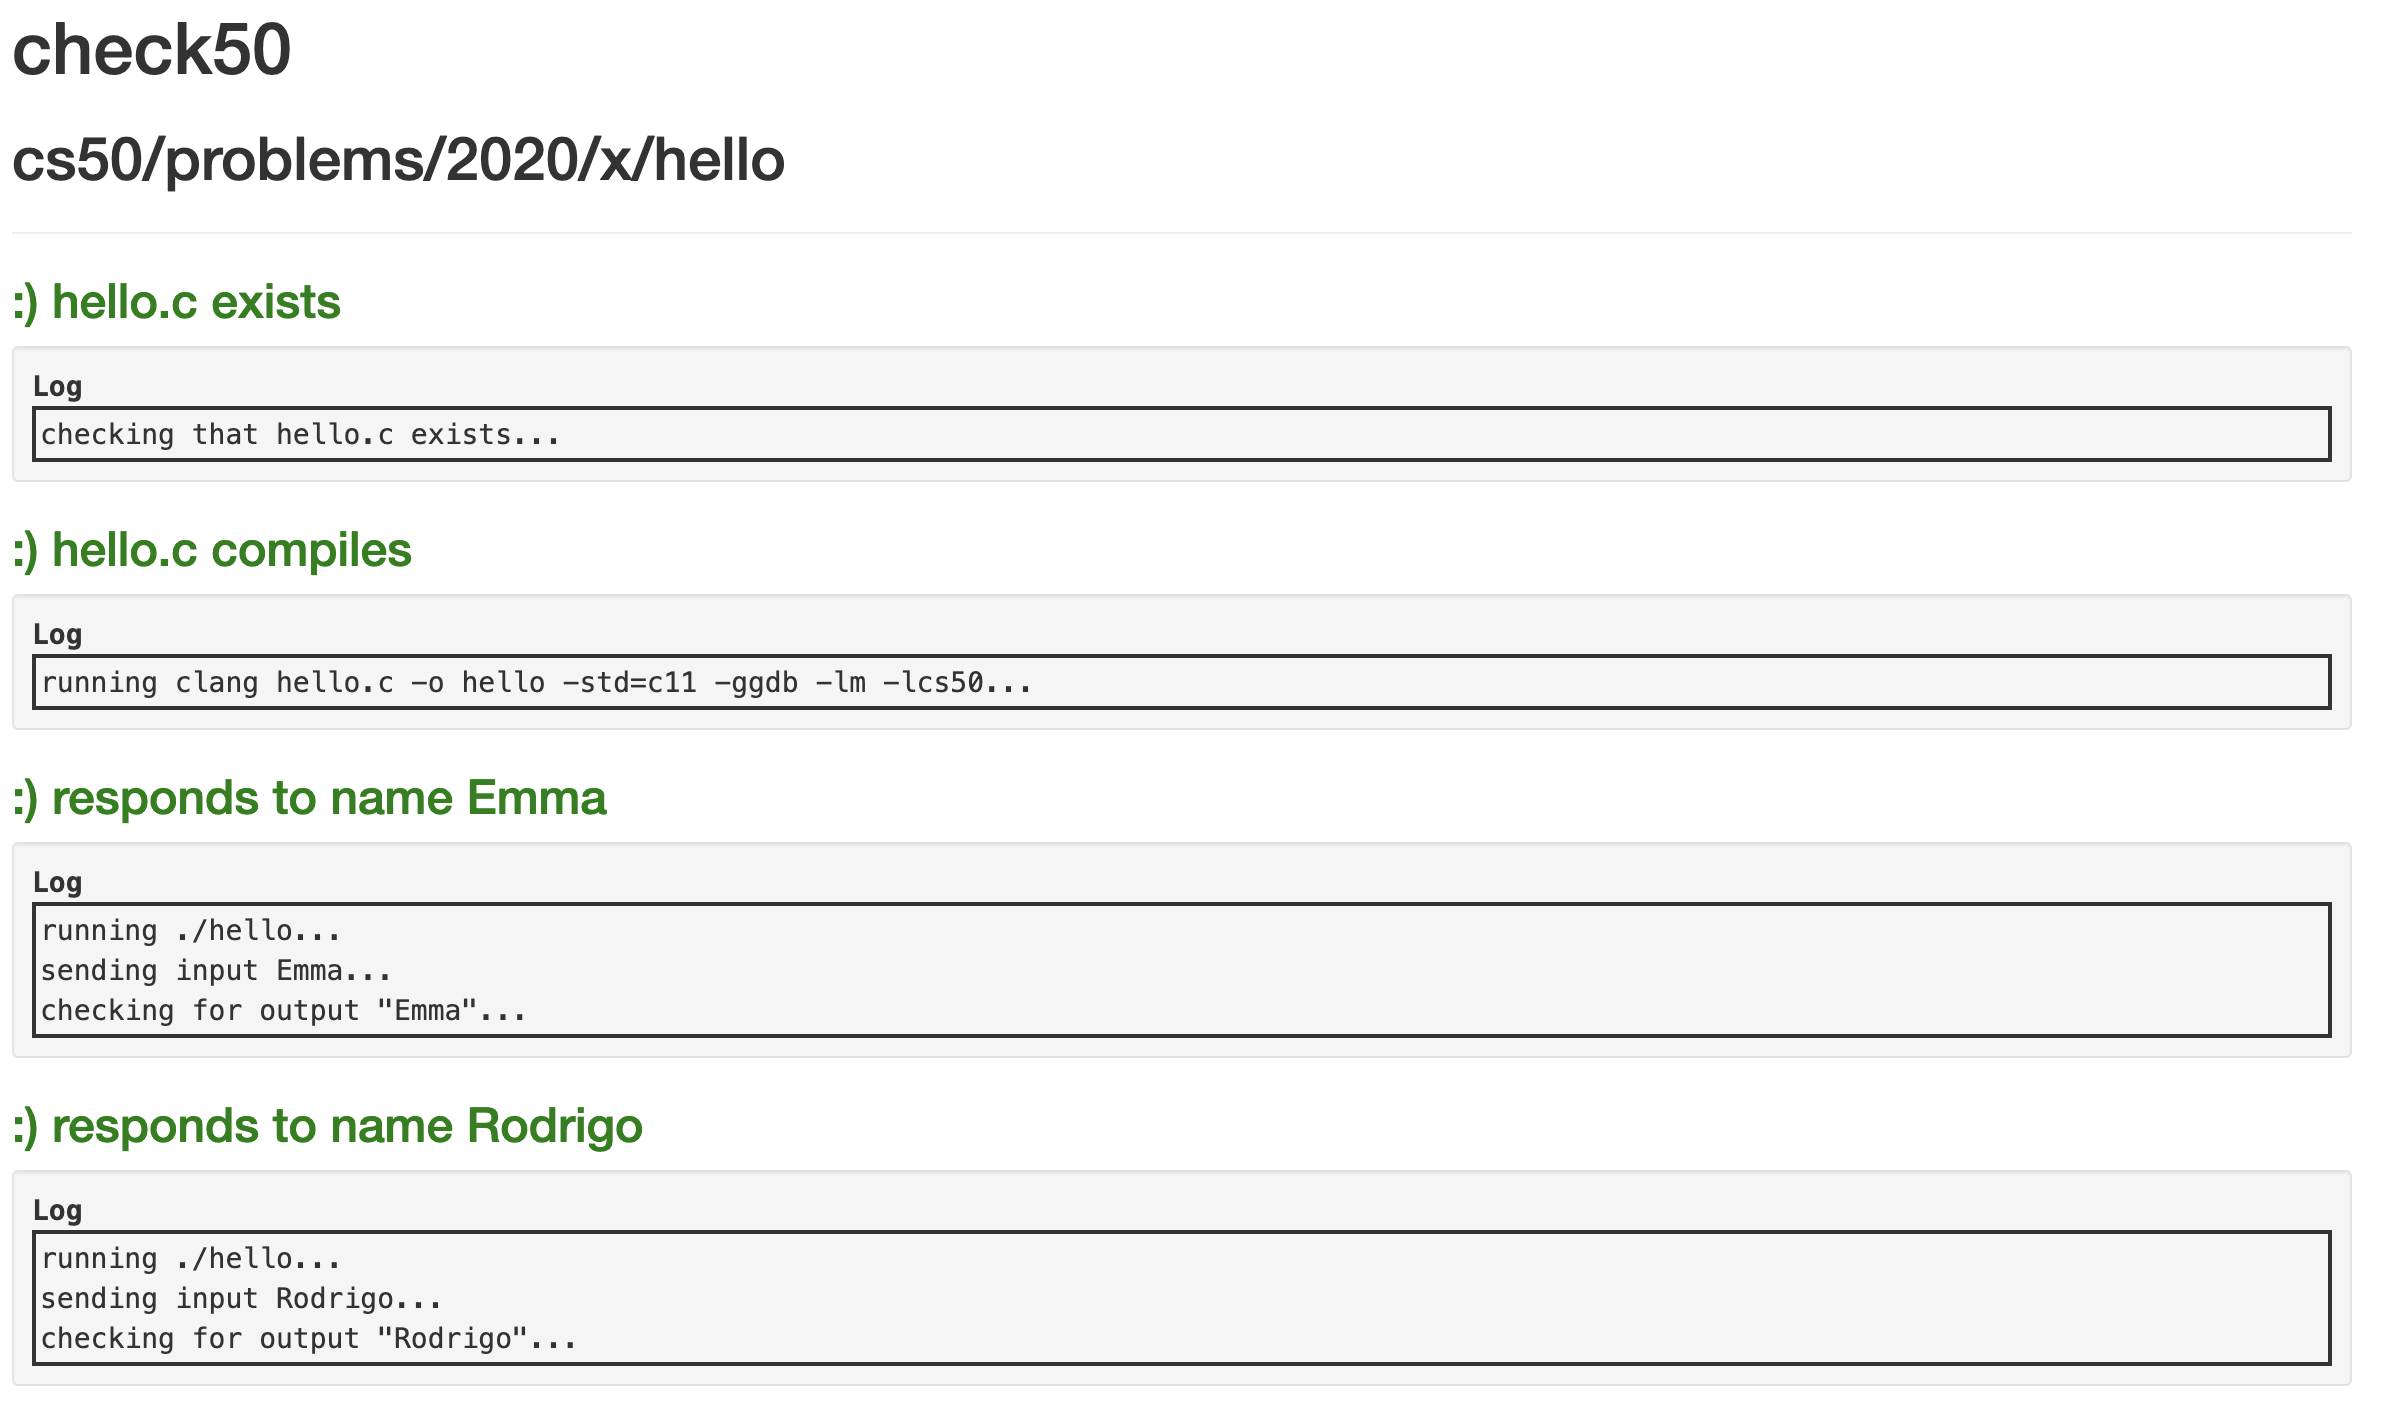 check50
cs50/problems/2020/x/hello
:) hello.c exists
Log
checking that hello.c exists...
:) hello.c compiles
Log
running clang hello.c -o hello -std=c11 -ggdb -lm -lcs50...
:) responds to name Emma
Log
running ./hello...
sending input Emma...
checking for output "Emma"...
:) responds to name Rodrigo
Log
running ./hello...
sending input Rodrigo...
checking for output "Rodrigo"...